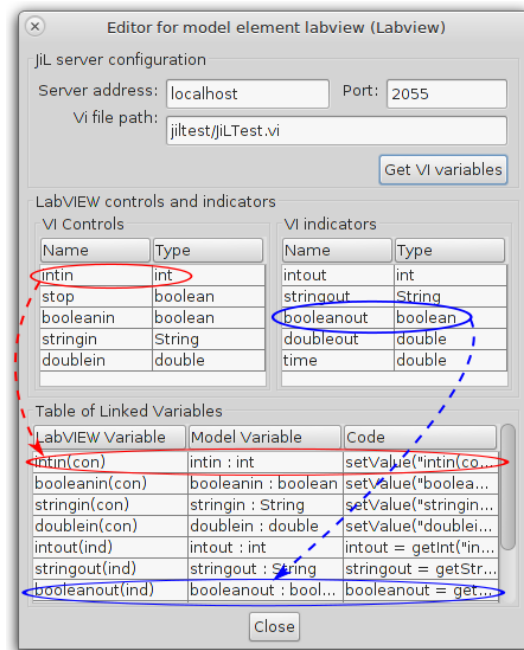 Editor for model element labview (Labview)
JiL server configuration
Server address: localhost Port: 2055
Vi file path: jiltest/JiLTest.vi
Get VI variables
LabVIEW controls and indicators
VI Controls
Name Type
intin int
stop boolean
booleanin boolean
stringin String
doublein double
VI indicators
Name Type
intout int
stringout String
booleanout boolean
doubleout double
time double
Table of Linked Variables
LabVIEW Variable Model Variable Code
intin(con) intin : int setValue("intin(co...
booleanin(con) booleanin : boolean setValue("boolea...
stringin(con) stringin : String setValue("stringin...
doublein(con) doublein : double setValue("doublei...
intout(ind) intout : int intout = getInt("in...
stringout(ind) stringout : String stringout = getStr...
booleanout(ind) booleanout : bool... booleanout = get...
Close